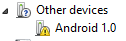 Other devices
Android 1.0